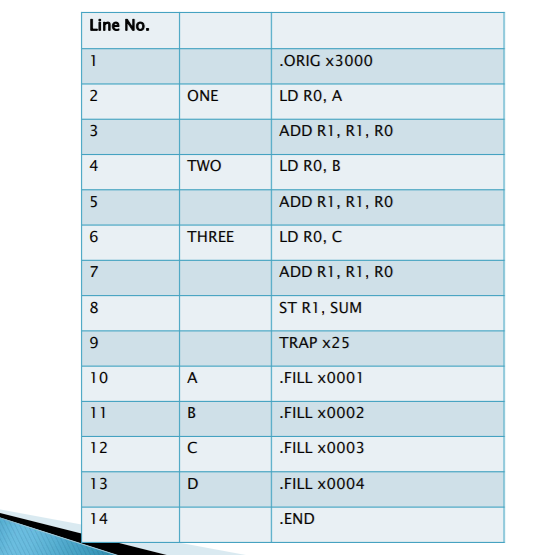 Line No.
1 .ORIG x3000
2 ONE LD R0, A
3 ADD R1, R1, R0
4 TWO LD R0, B
5 ADD R1, R1, R0
6 THREE LD R0, C
7 ADD R1, R1, R0
8 ST R1, SUM
9 TRAP x25
10 A .FILL x0001
11 B .FILL x0002
12 C .FILL x0003
13 D .FILL x0004
14 .END